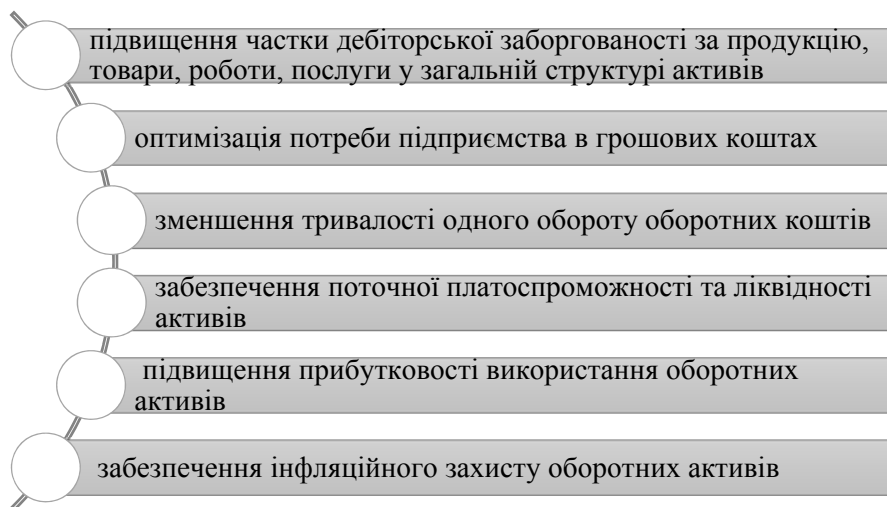 підвищення частки дебіторської заборгованості за продукцію,
товари, роботи, послуги у загальній структурі активів
оптимізація потреби підприємства в грошових коштах
зменшення тривалості одного обороту оборотних коштів
забезпечення поточної платоспроможності та ліквідності
активів
підвищення прибутковості використання оборотних
активів
забезпечення інфляційного захисту оборотних активів